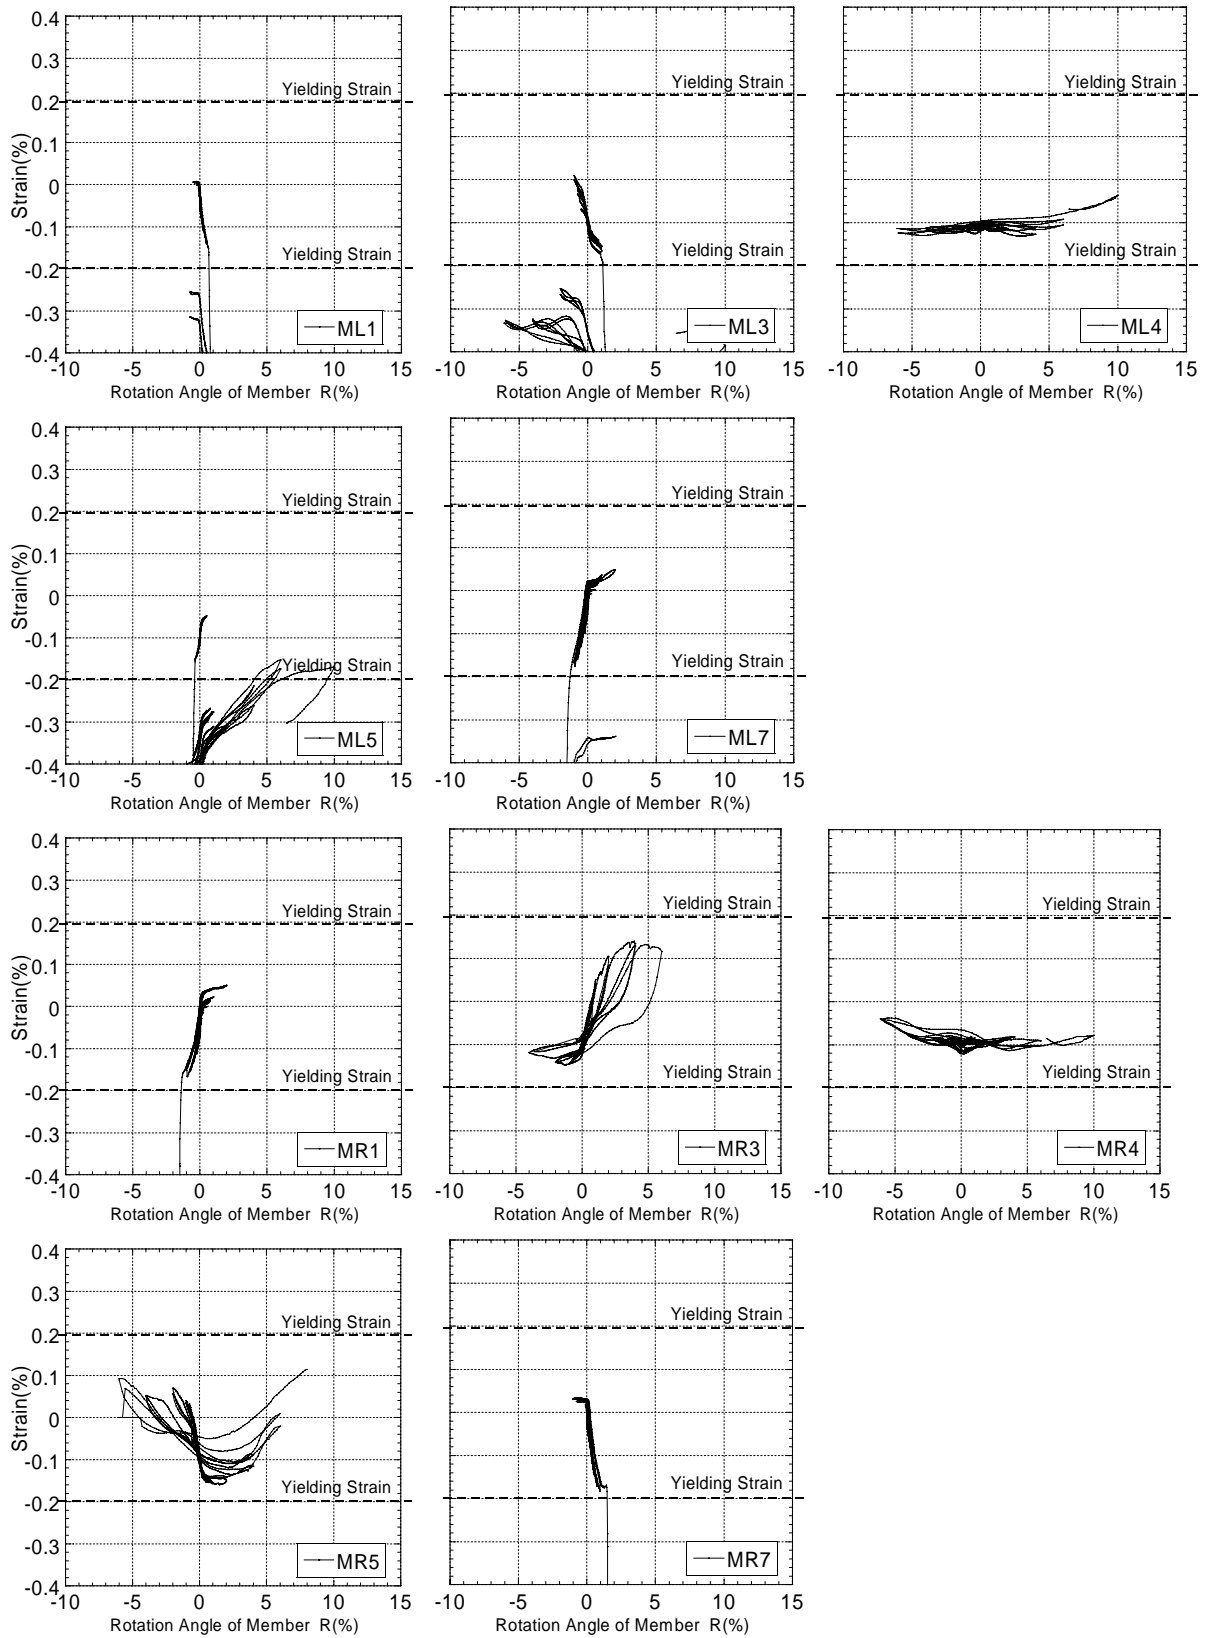 0.4
0.3
0.2
0.1
0
-0.1
-0.2
-0.3
-0.4
Strain(%)
Yielding Strain
Yielding Strain
ML1
-10 -5 0 5 10 15
Rotation Angle of Member R(%)
Yielding Strain
Yielding Strain
ML3
-10 -5 0 5 10 15
Rotation Angle of Member R(%)
Yielding Strain
Yielding Strain
ML4
-10 -5 0 5 10 15
Rotation Angle of Member R(%)
0.4
0.3
0.2
0.1
0
-0.1
-0.2
-0.3
-0.4
Strain(%)
Yielding Strain
Yielding Strain
ML5
-10 -5 0 5 10 15
Rotation Angle of Member R(%)
Yielding Strain
Yielding Strain
ML7
-10 -5 0 5 10 15
Rotation Angle of Member R(%)
0.4
0.3
0.2
0.1
0
-0.1
-0.2
-0.3
-0.4
Strain(%)
Yielding Strain
Yielding Strain
MR1
-10 -5 0 5 10 15
Rotation Angle of Member R(%)
Yielding Strain
Yielding Strain
MR3
-10 -5 0 5 10 15
Rotation Angle of Member R(%)
Yielding Strain
Yielding Strain
MR4
-10 -5 0 5 10 15
Rotation Angle of Member R(%)
0.4
0.3
0.2
0.1
0
-0.1
-0.2
-0.3
-0.4
Strain(%)
Yielding Strain
Yielding Strain
MR5
-10 -5 0 5 10 15
Rotation Angle of Member R(%)
Yielding Strain
Yielding Strain
MR7
-10 -5 0 5 10 15
Rotation Angle of Member R(%)